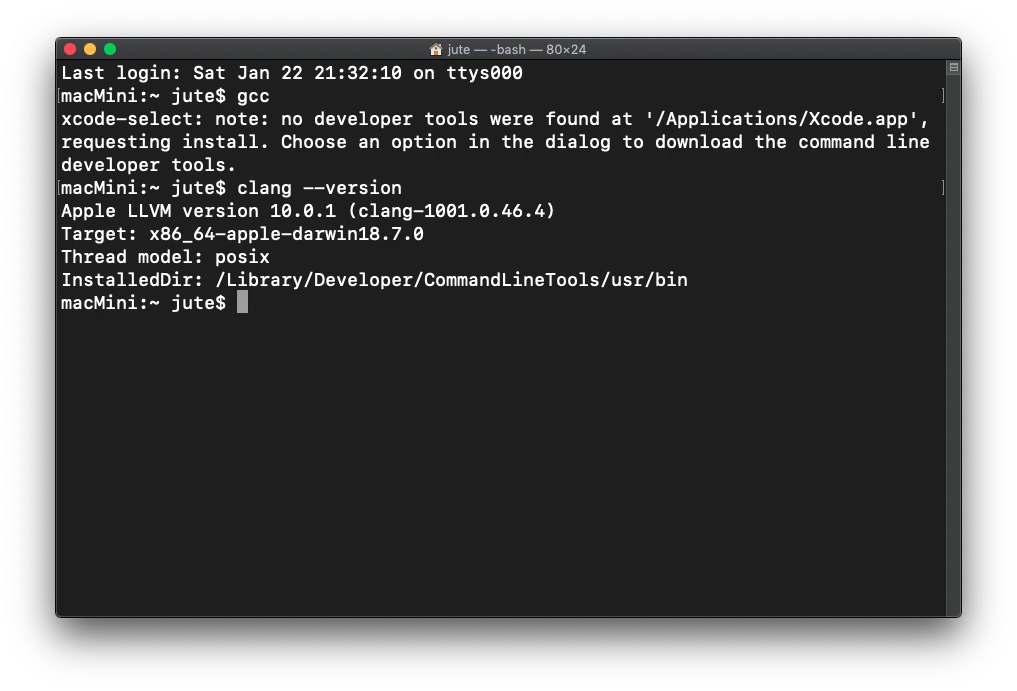 jute — -bash — 80×24
Last login: Sat Jan 22 21:32:10 on ttys000
[macMini:~ jute$ gcc ]
xcode-select: note: no developer tools were found at '/Applications/Xcode.app',
requesting install. Choose an option in the dialog to download the command line
developer tools.
[macMini:~ jute$ clang --version ]
Apple LLVM version 10.0.1 (clang-1001.0.46.4)
Target: x86_64-apple-darwin18.7.0
Thread model: posix
InstalledDir: /Library/Developer/CommandLineTools/usr/bin
macMini:~ jute$